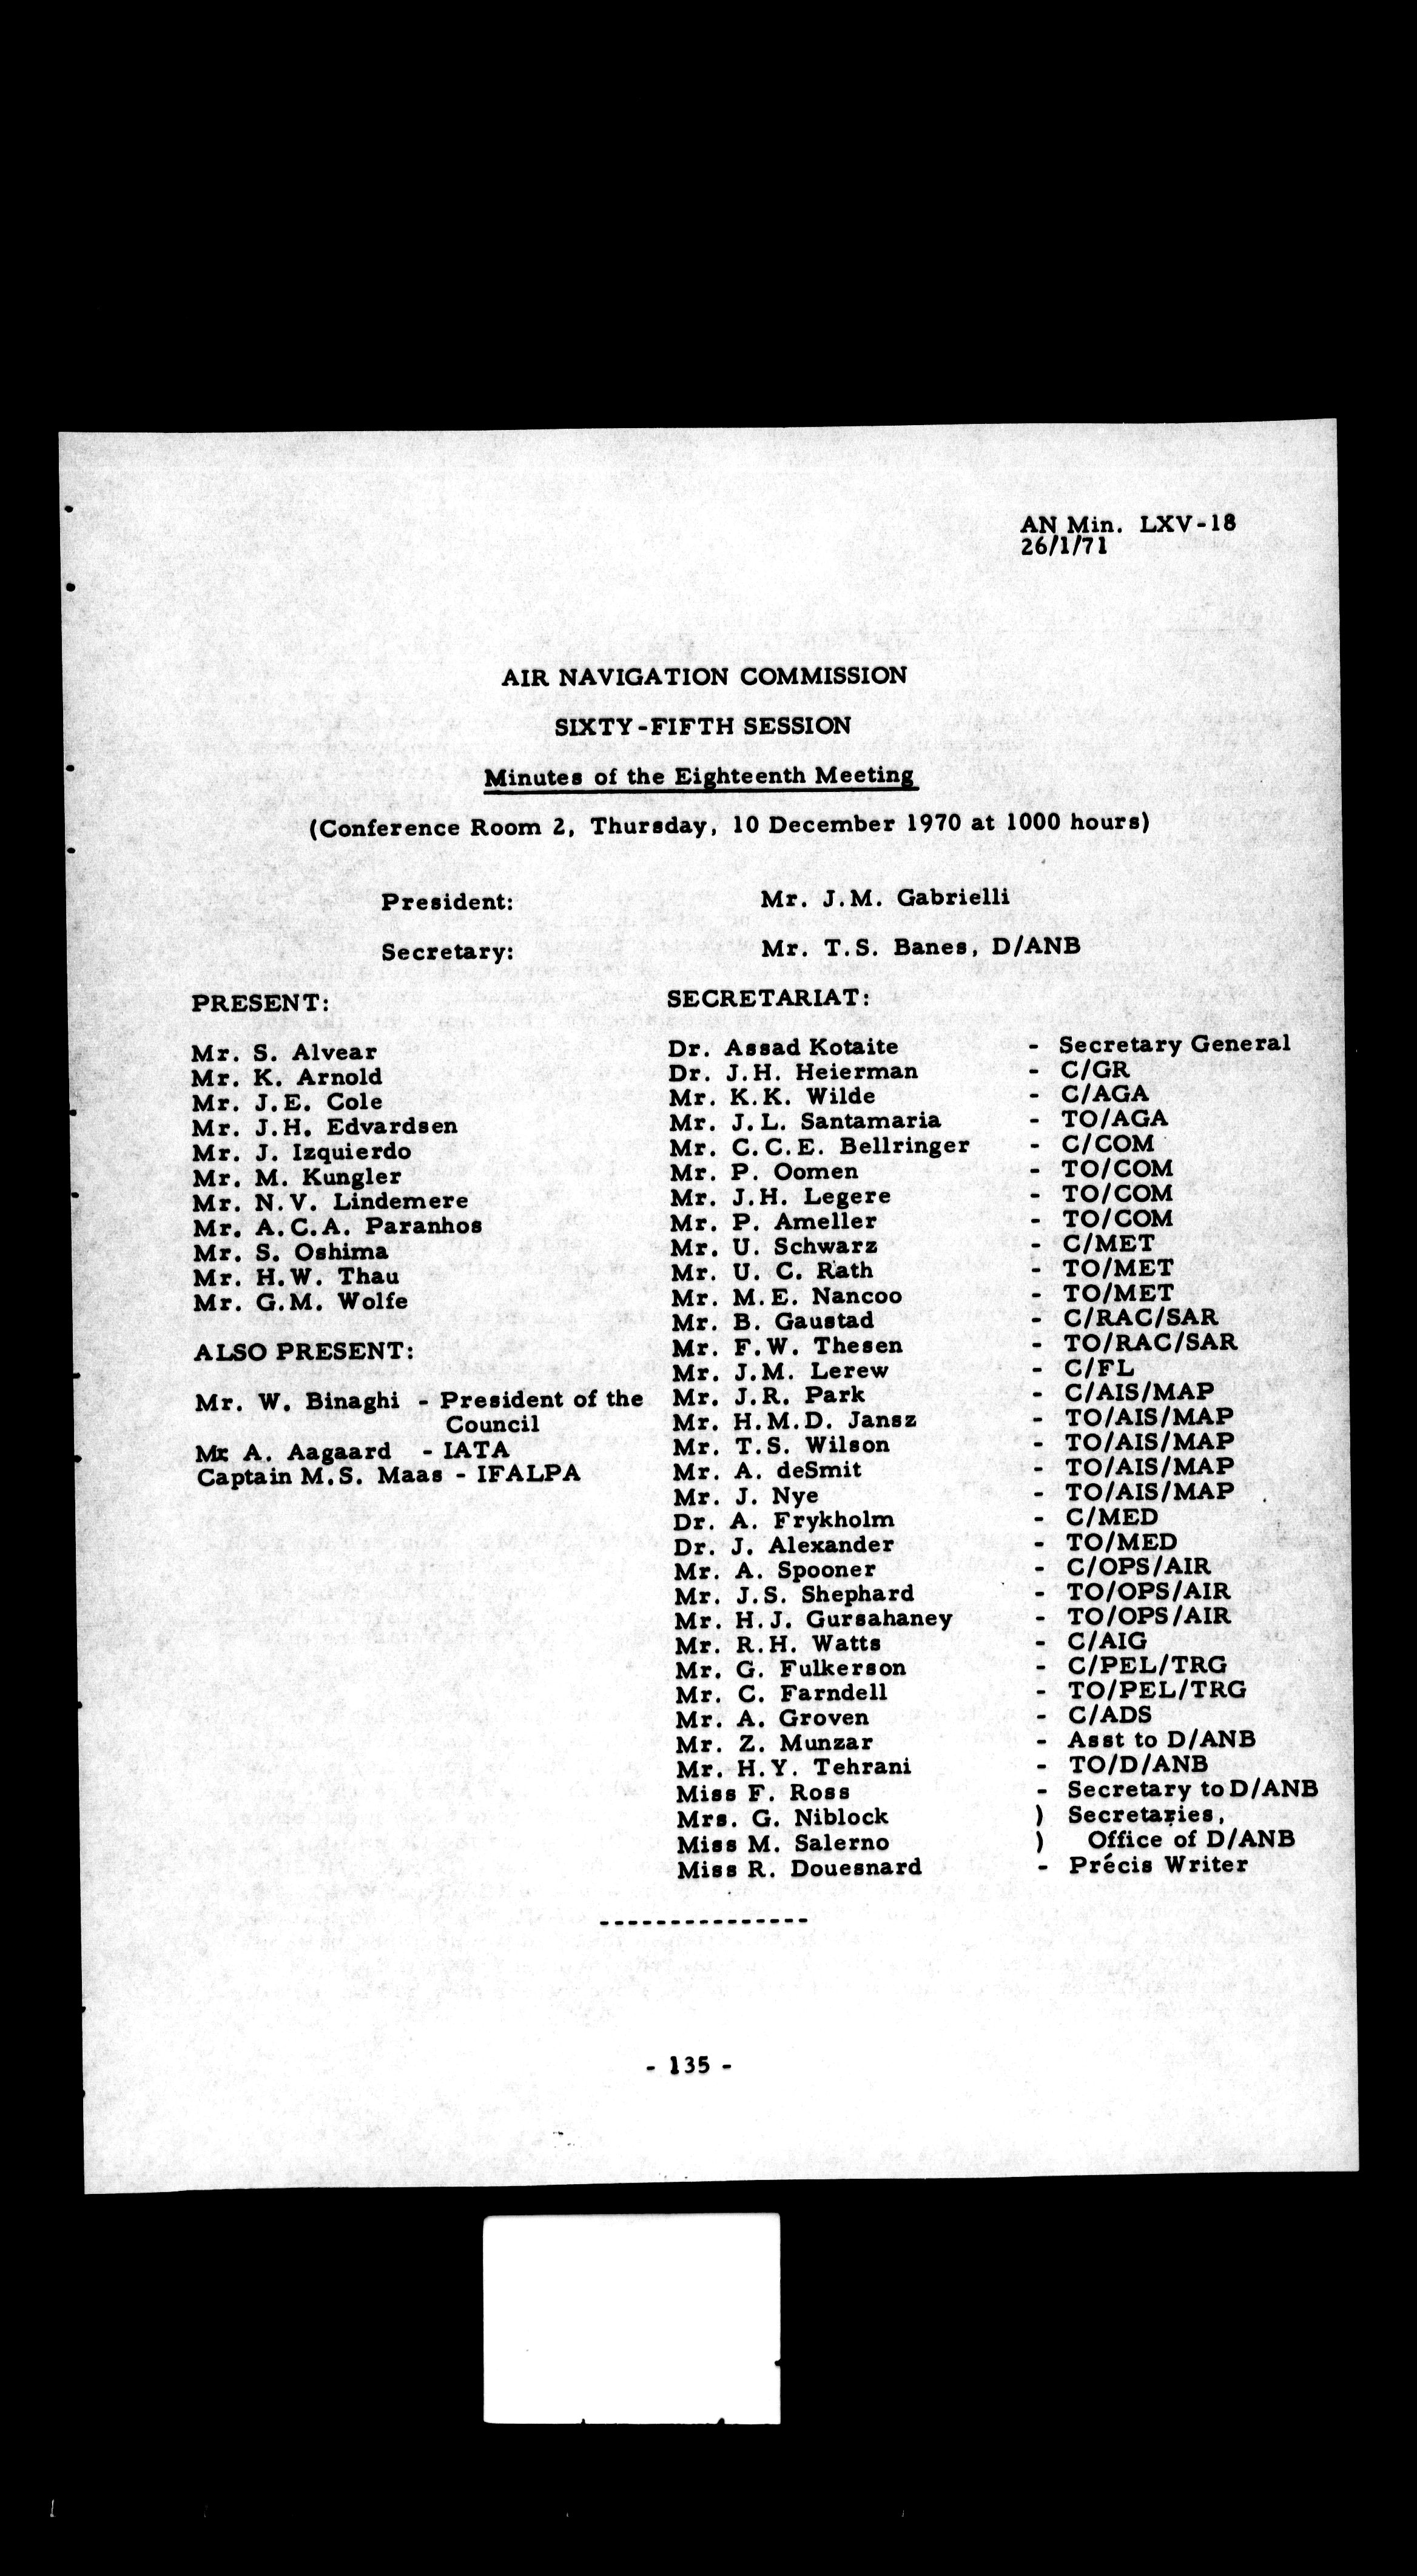 AN Min. LXV-18
26/1/71
AIR NAVIGATION COMMISSION
SIXTY-FIFTH SESSION
Minutes of the Eighteenth Meeting
(Conference Room 2, Thursday, 10 December 1970 at 1000 hours)
President: Mr. J.M. Gabrielli
Secretary: Mr. T.S. Banes, D/ANB
PRESENT:
Mr. S. Alvear
Mr. K. Arnold
Mr. J.E. Cole
Mr. J.H. Edvardsen
Mr. J. Izquierdo
Mr. M. Kungler
Mr. N.V. Lindemere
Mr. A.C.A. Paranhos
Mr. S. Oshima
Mr. H.W. Thau
Mr. G.M. Wolfe
ALSO PRESENT:
Mr. W. Binaghi - President of the
Council
Mr. A. Aagaard - IATA
Captain M.S. Maas - IFALPA
SECRETARIAT:
Dr. Assad Kotaite - Secretary General
Dr. J.H. Heierman - C/GR
Mr. K.K. Wilde - C/AGA
Mr. J.L. Santamaria - TO/AGA
Mr. C.C.E. Bellringer - C/COM
Mr. P. Oomen - TO/COM
Mr. J.H. Legere - TO/COM
Mr. P. Ameller - TO/COM
Mr. U. Schwarz - C/MET
Mr. U. C. Rath - TO/MET
Mr. M.E. Nancoo - TO/MET
Mr. B. Gaustad - C/RAC/SAR
Mr. F.W. Thesen - TO/RAC/SAR
Mr. J.M. Lerew - C/FL
Mr. J.R. Park - C/AIS/MAP
Mr. H.M.D. Jansz - TO/AIS/MAP
Mr. T.S. Wilson - TO/AIS/MAP
Mr. A. deSmit - TO/AIS/MAP
Mr. J. Nye - TO/AIS/MAP
Dr. A. Frykholm - C/MED
Dr. J. Alexander - TO/MED
Mr. A. Spooner - C/OPS/AIR
Mr. J.S. Shephard - TO/OPS/AIR
Mr. H.J. Gursahaney - TO/OPS/AIR
Mr. R.H. Watts - C/AIG
Mr. G. Fulkerson - C/PEL/TRG
Mr. C. Farndell - TO/PEL/TRG
Mr. A. Groven - C/ADS
Mr. Z. Munzar - Asst to D/ANB
Mr. H.Y. Tehrani - TO/D/ANB
Miss F. Ross - Secretary to D/ANB
Mrs. G. Niblock ) Secretaries,
Miss M. Salerno ) Office of D/ANB
Miss R. Douesnard - Précis Writer
---------------
- 135 -